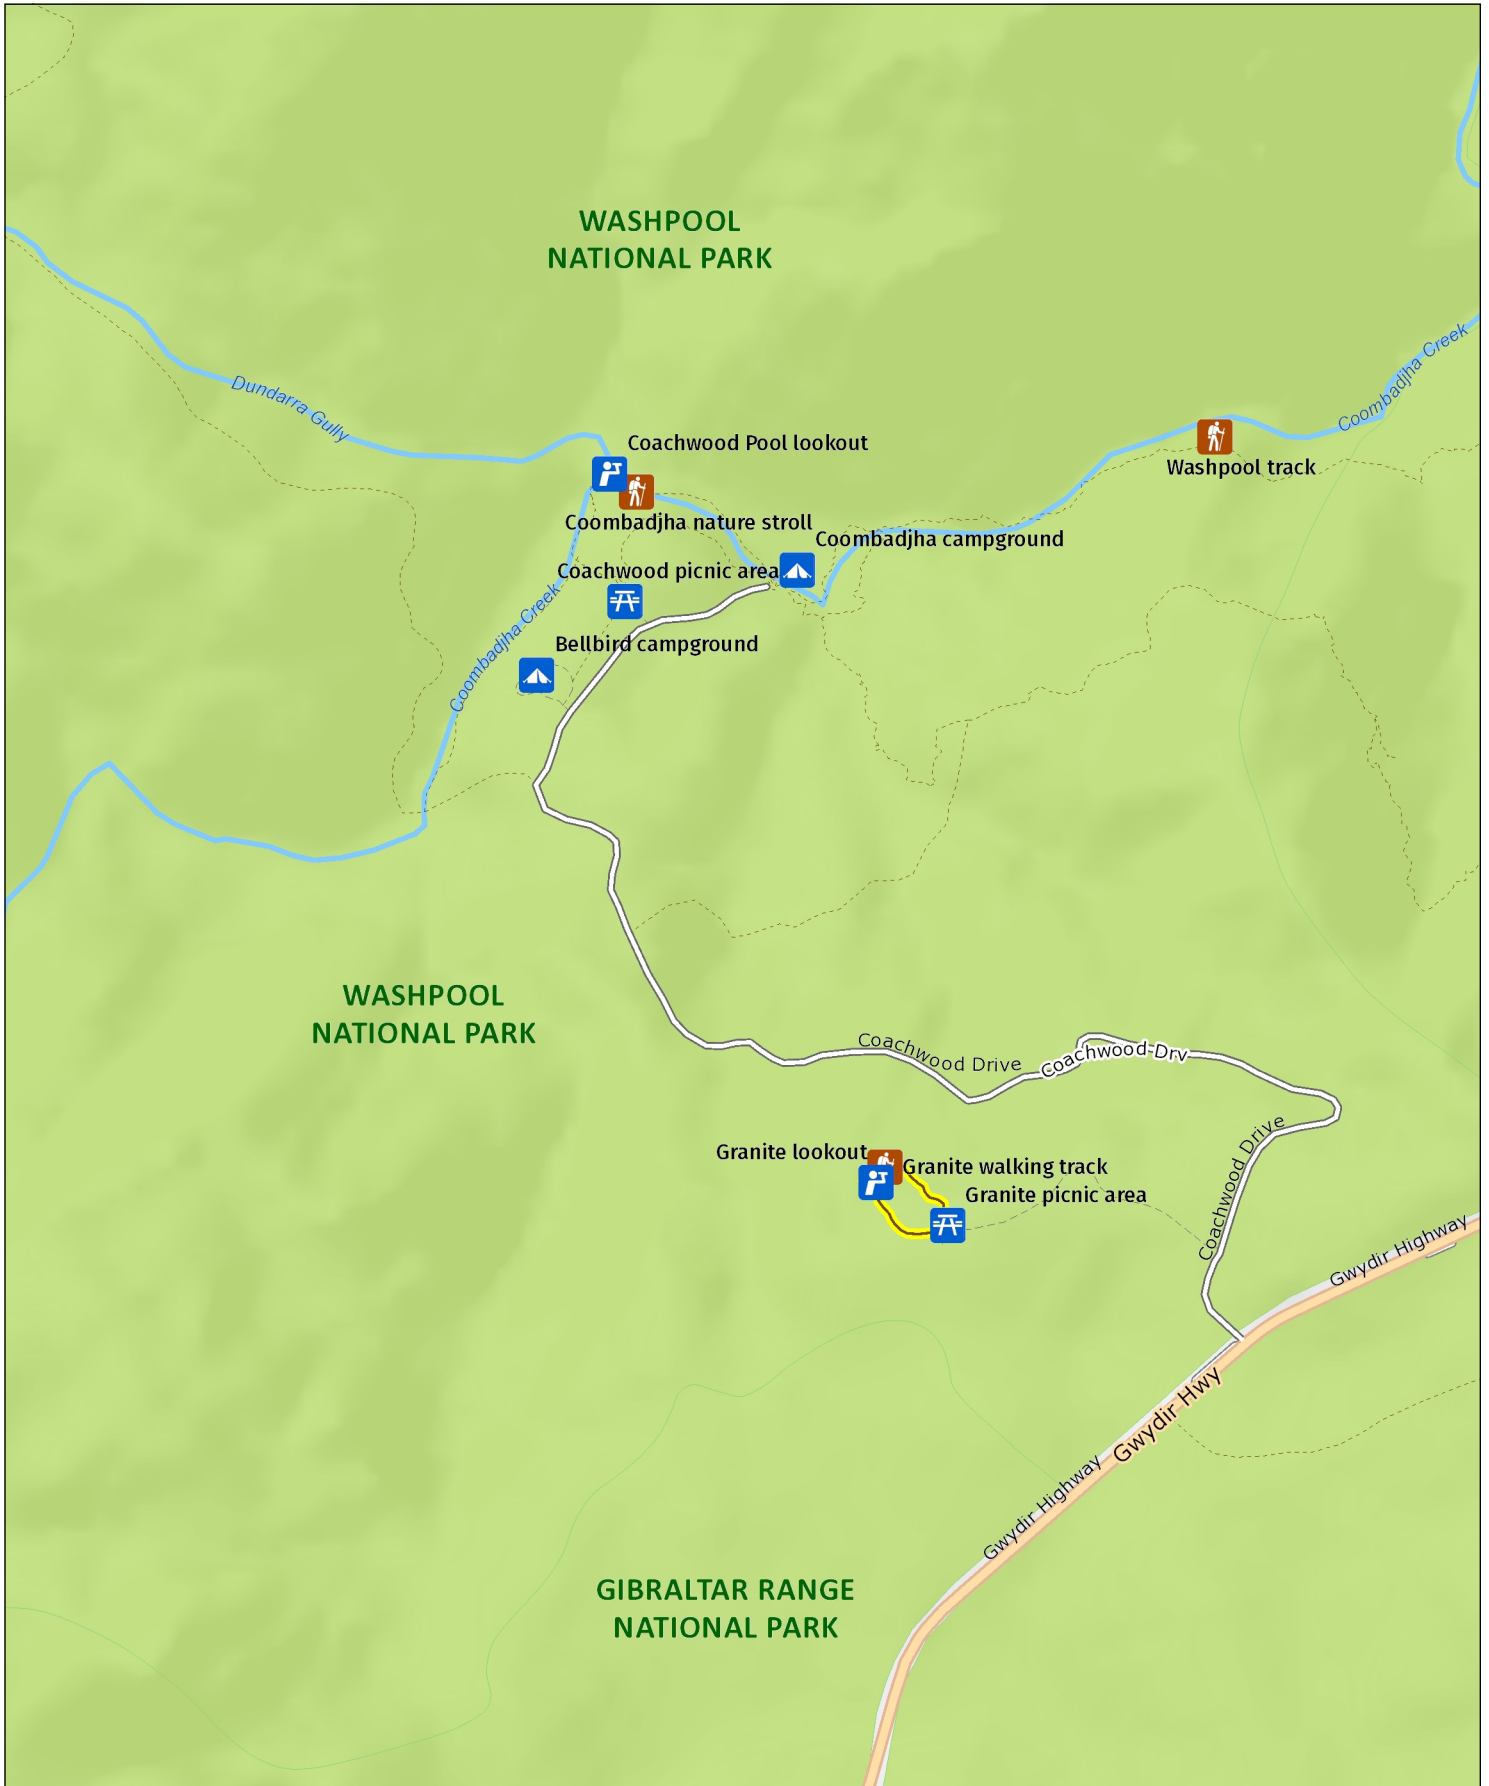 WASHPOOL
NATIONAL PARK
Coombadjha Creek
Dundarra Gully
Coachwood Pool lookout
Washpool track
Coombadjha nature stroll
Coombadjha campground
Coachwood picnic area
Coombadjha Creek
Bellbird campground
WASHPOOL
NATIONAL PARK
Coachwood Drive
Coachwood Drv
Coachwood Drive
Granite lookout
Granite walking track
Granite picnic area
Gwydir Highway
Gwydir Hwy
Gwydir Highway
GIBRALTAR RANGE
NATIONAL PARK